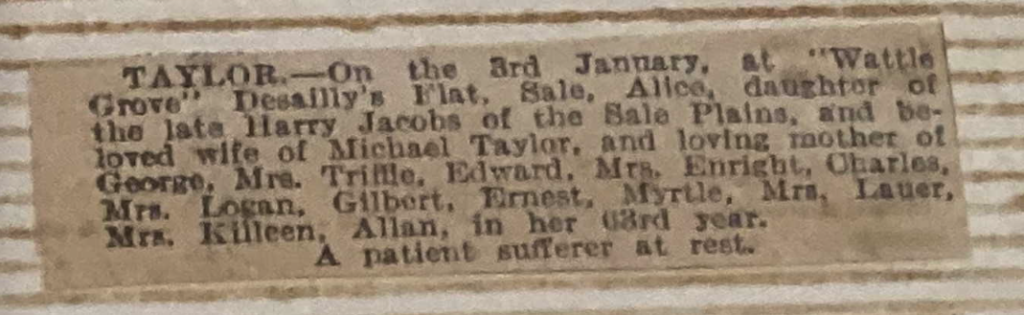 TAYLOR.—On the 3rd January, at "Wattle
Grove" Desailly's Flat, Sale, Alice, daughter of
the late Harry Jacobs of the Sale Plains, and be-
loved wife of Michael Taylor, and loving mother of
George, Mrs. Triffle, Edward, Mrs. Enright, Charles,
Mrs. Logan, Gilbert, Ernest, Myrtle, Mrs. Lauer,
Mrs. Killeen, Allan, in her 63rd year.
A patient sufferer at rest.